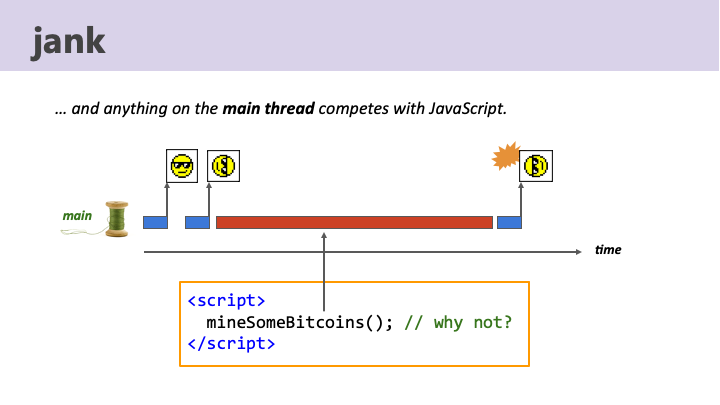 jank
... and anything on the main thread competes with JavaScript.
main
time
<script>
mineSomeBitcoins(); // why not?
</script>